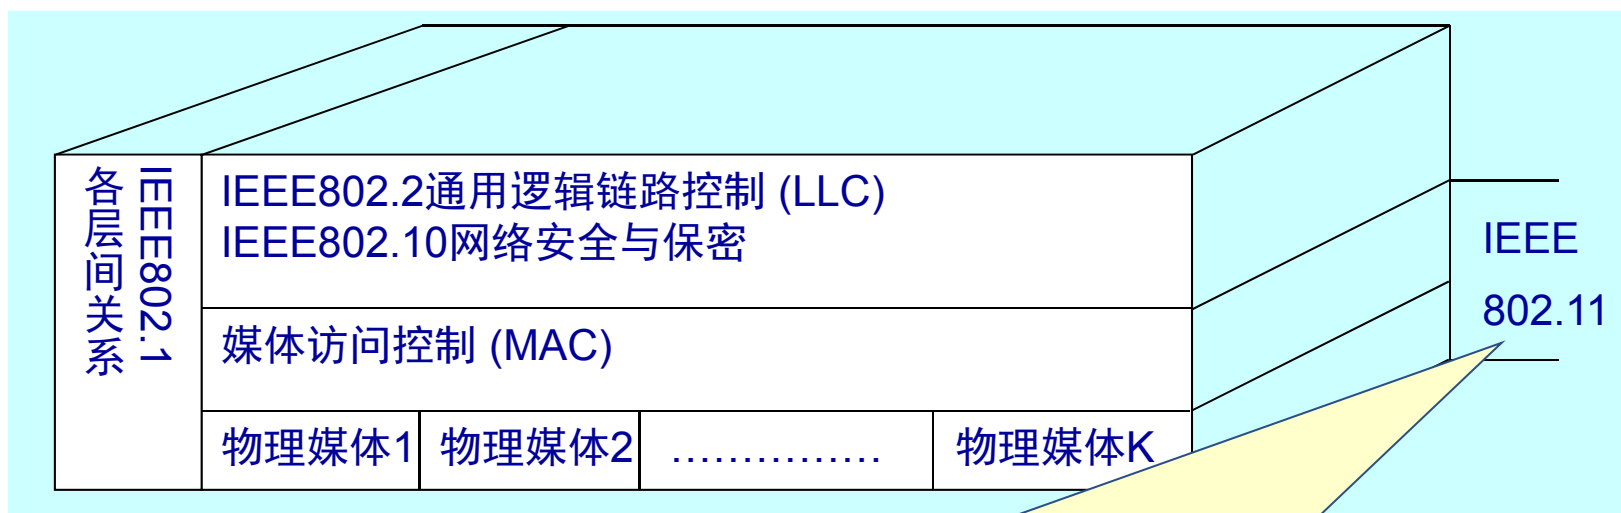 IEEE802.1
各层间关系
IEEE802.2通用逻辑链路控制 (LLC)
IEEE802.10网络安全与保密
媒体访问控制 (MAC)
物理媒体1
物理媒体2
……………
物理媒体K
IEEE
802.11